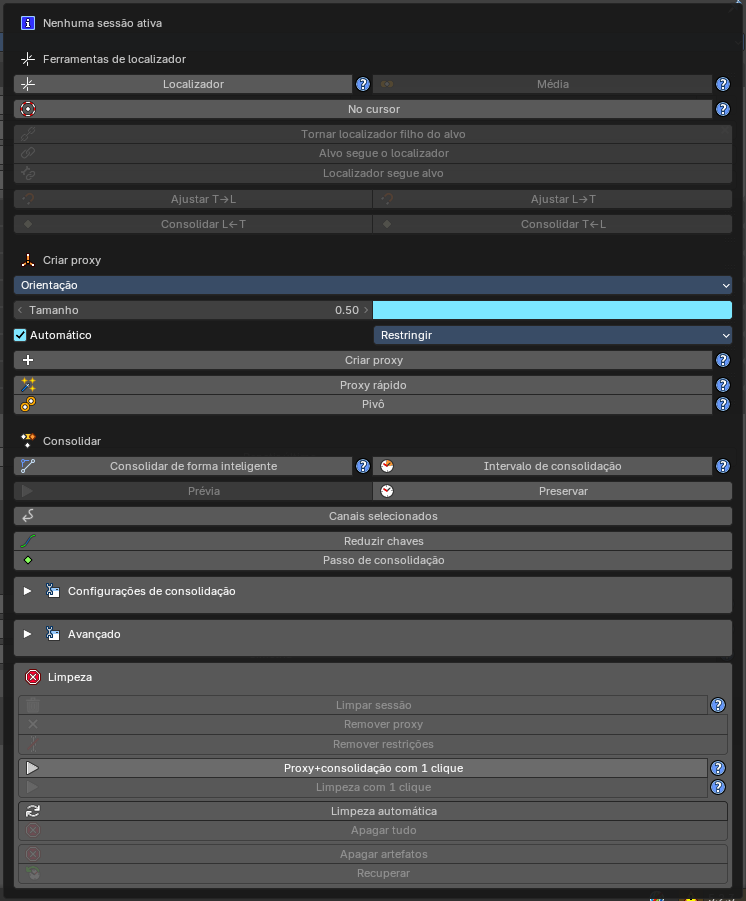 Nenhuma sessão ativa
Ferramentas de localizador
Localizador
Média
No cursor
Tornar localizador filho do alvo
Alvo segue o localizador
Localizador segue alvo
Ajustar T→L
Ajustar L→T
Consolidar L←T
Consolidar T←L
Criar proxy
Orientação
Tamanho 0.50
Automático
Restringir
Criar proxy
Proxy rápido
Pivô
Consolidar
Consolidar de forma inteligente
Intervalo de consolidação
Prévia
Preservar
Canais selecionados
Reduzir chaves
Passo de consolidação
Configurações de consolidação
Avançado
Limpeza
Limpar sessão
Remover proxy
Remover restrições
Proxy+consolidação com 1 clique
Limpeza com 1 clique
Limpeza automática
Apagar tudo
Apagar artefatos
Recuperar